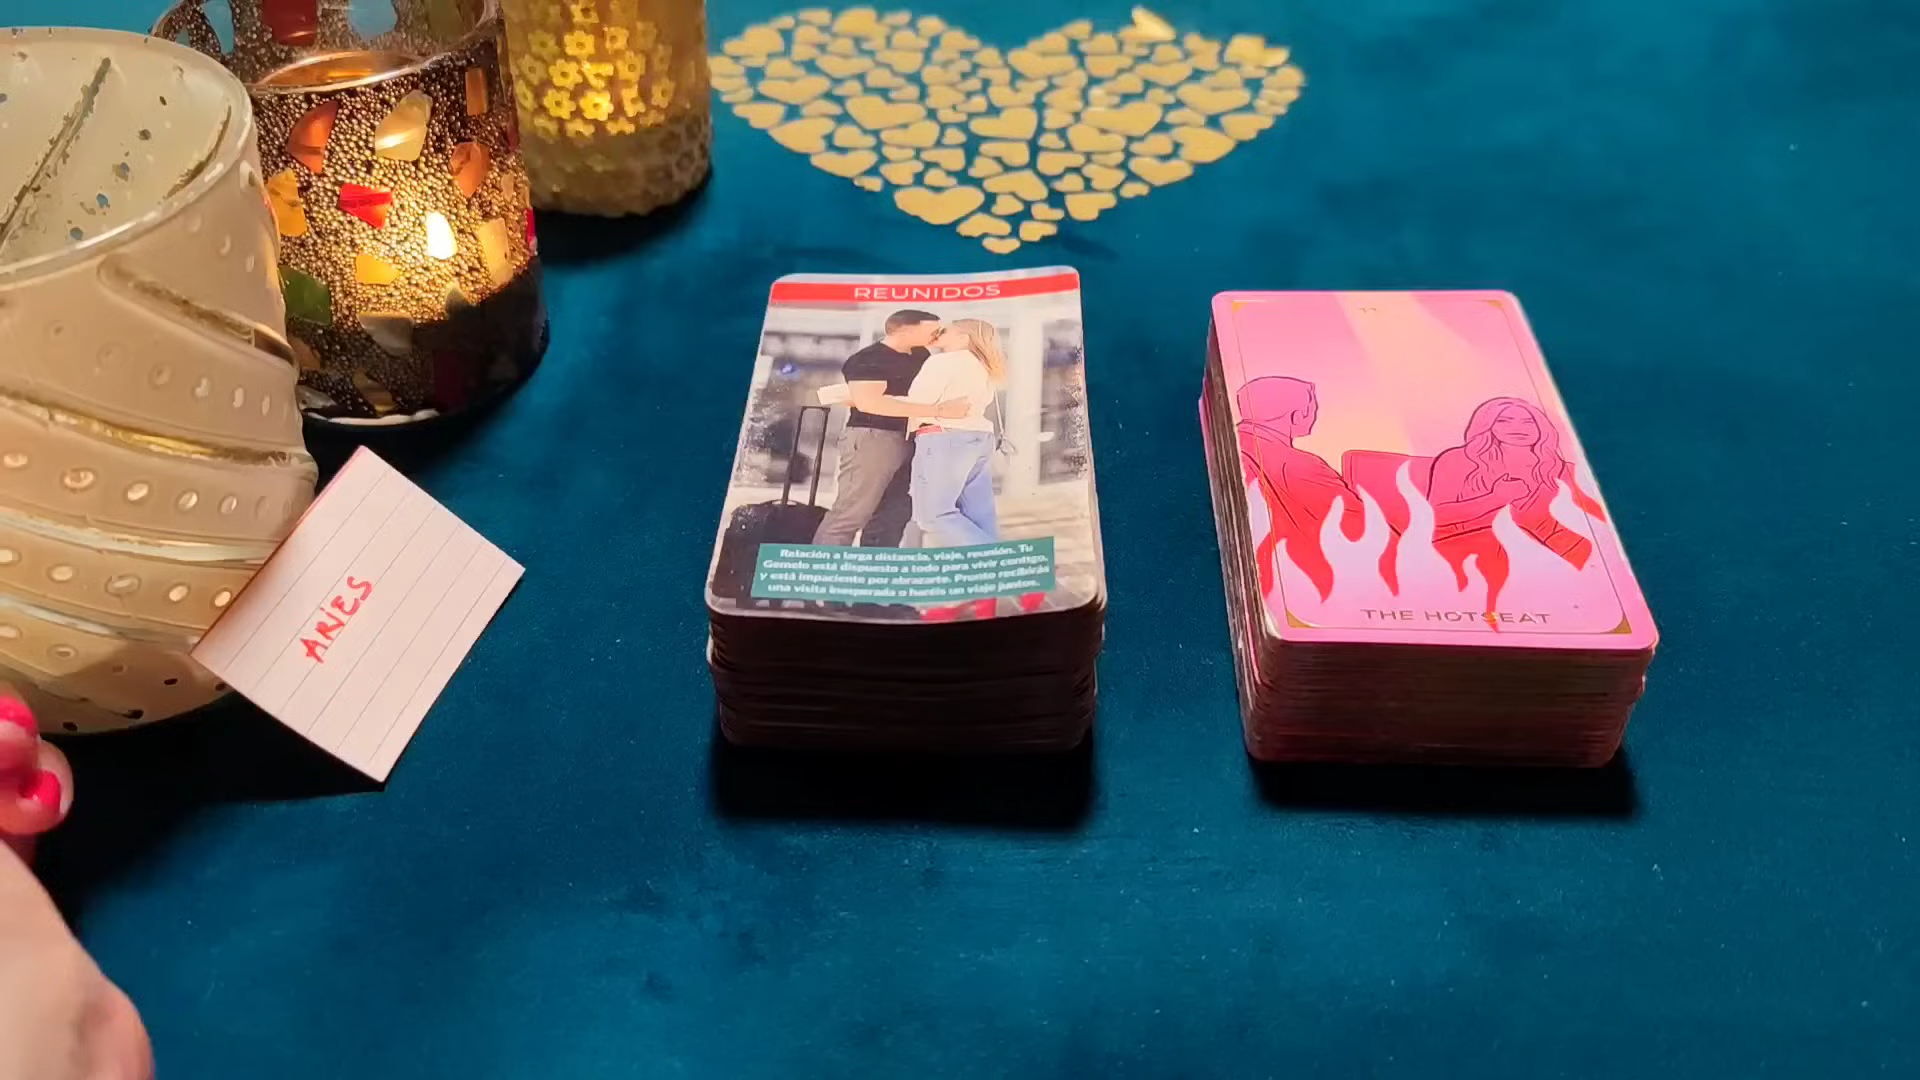 REUNIDOS
Relación a larga distancia, viaje, reunión. Tu
Gemelo está dispuesto a todo para vivir contigo,
y está impaciente por abrazarte. Pronto recibirás
una visita inesperada o haréis un viaje juntos.
THE HOTSEAT
ARiES